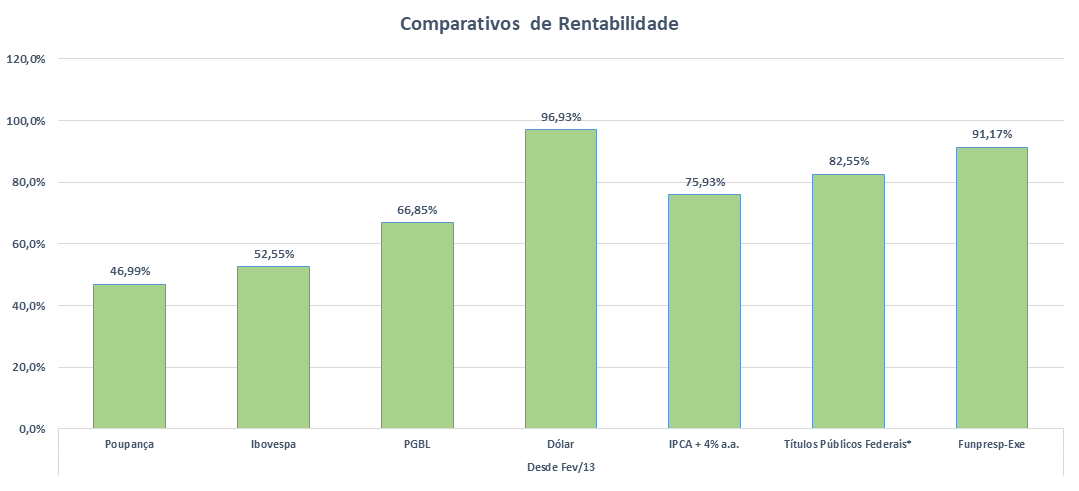 Comparativos de Rentabilidade
120,0%
100,0%
80,0%
60,0%
40,0%
20,0%
0,0%
46,99%
52,55%
66,85%
96,93%
75,93%
82,55%
91,17%
Poupança
Ibovespa
PGBL
Dólar
IPCA + 4% a.a.
Títulos Públicos Federais*
Funpresp-Exe
Desde Fev/13